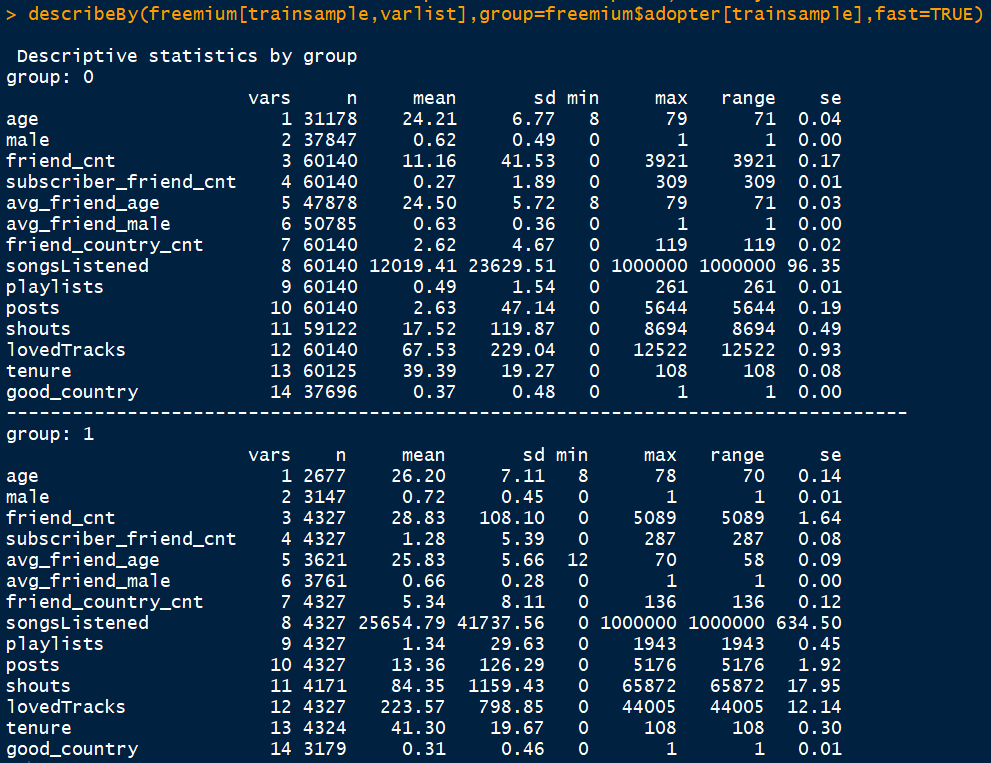 > describeBy(freemium[trainsample,varlist],group=freemium$adopter[trainsample],fast=TRUE)

 Descriptive statistics by group
group: 0
                     vars     n     mean       sd min     max   range    se
age                     1 31178    24.21     6.77   8      79      71  0.04
male                    2 37847     0.62     0.49   0       1       1  0.00
friend_cnt              3 60140    11.16    41.53   0    3921    3921  0.17
subscriber_friend_cnt   4 60140     0.27     1.89   0     309     309  0.01
avg_friend_age          5 47878    24.50     5.72   8      79      71  0.03
avg_friend_male         6 50785     0.63     0.36   0       1       1  0.00
friend_country_cnt      7 60140     2.62     4.67   0     119     119  0.02
songsListened           8 60140 12019.41 23629.51   0 1000000 1000000 96.35
playlists               9 60140     0.49     1.54   0     261     261  0.01
posts                  10 60140     2.63    47.14   0    5644    5644  0.19
shouts                 11 59122    17.52   119.87   0    8694    8694  0.49
lovedTracks            12 60140    67.53   229.04   0   12522   12522  0.93
tenure                 13 60125    39.39    19.27   0     108     108  0.08
good_country           14 37696     0.37     0.48   0       1       1  0.00
--------------------------------------------------------------------------------
group: 1
                     vars    n     mean       sd min     max   range     se
age                     1 2677    26.20     7.11   8      78      70   0.14
male                    2 3147     0.72     0.45   0       1       1   0.01
friend_cnt              3 4327    28.83   108.10   0    5089    5089   1.64
subscriber_friend_cnt   4 4327     1.28     5.39   0     287     287   0.08
avg_friend_age          5 3621    25.83     5.66  12      70      58   0.09
avg_friend_male         6 3761     0.66     0.28   0       1       1   0.00
friend_country_cnt      7 4327     5.34     8.11   0     136     136   0.12
songsListened           8 4327 25654.79 41737.56   0 1000000 1000000 634.50
playlists               9 4327     1.34    29.63   0    1943    1943   0.45
posts                  10 4327    13.36   126.29   0    5176    5176   1.92
shouts                 11 4171    84.35  1159.43   0   65872   65872  17.95
lovedTracks            12 4327   223.57   798.85   0   44005   44005  12.14
tenure                 13 4324    41.30    19.67   0     108     108   0.30
good_country           14 3179     0.31     0.46   0       1       1   0.01